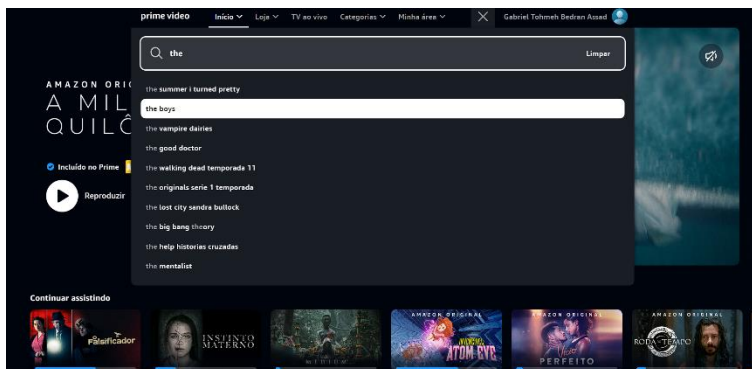 prime video Início Loja TV ao vivo Categorias Minha área Gabriel Tohmeh Bedran Assad
the Limpar
AMAZON ORI
A MIL
QUILÔ
the summer i turned pretty
the boys
the vampire dairies
the good doctor
the walking dead temporada 11
the originals serie 1 temporada
the lost city sandra bullock
the big bang theory
the help historias cruzadas
the mentalist
Incluído no Prime
Reproduzir
Continuar assistindo
Falsificador
INSTINTO
MATERNO
MEDIUM
AMAZON ORIGINAL
ATOM EVE
AMAZON ORIGINAL
PERFEITO
AMAZON ORIGINAL
RODA TEMPO